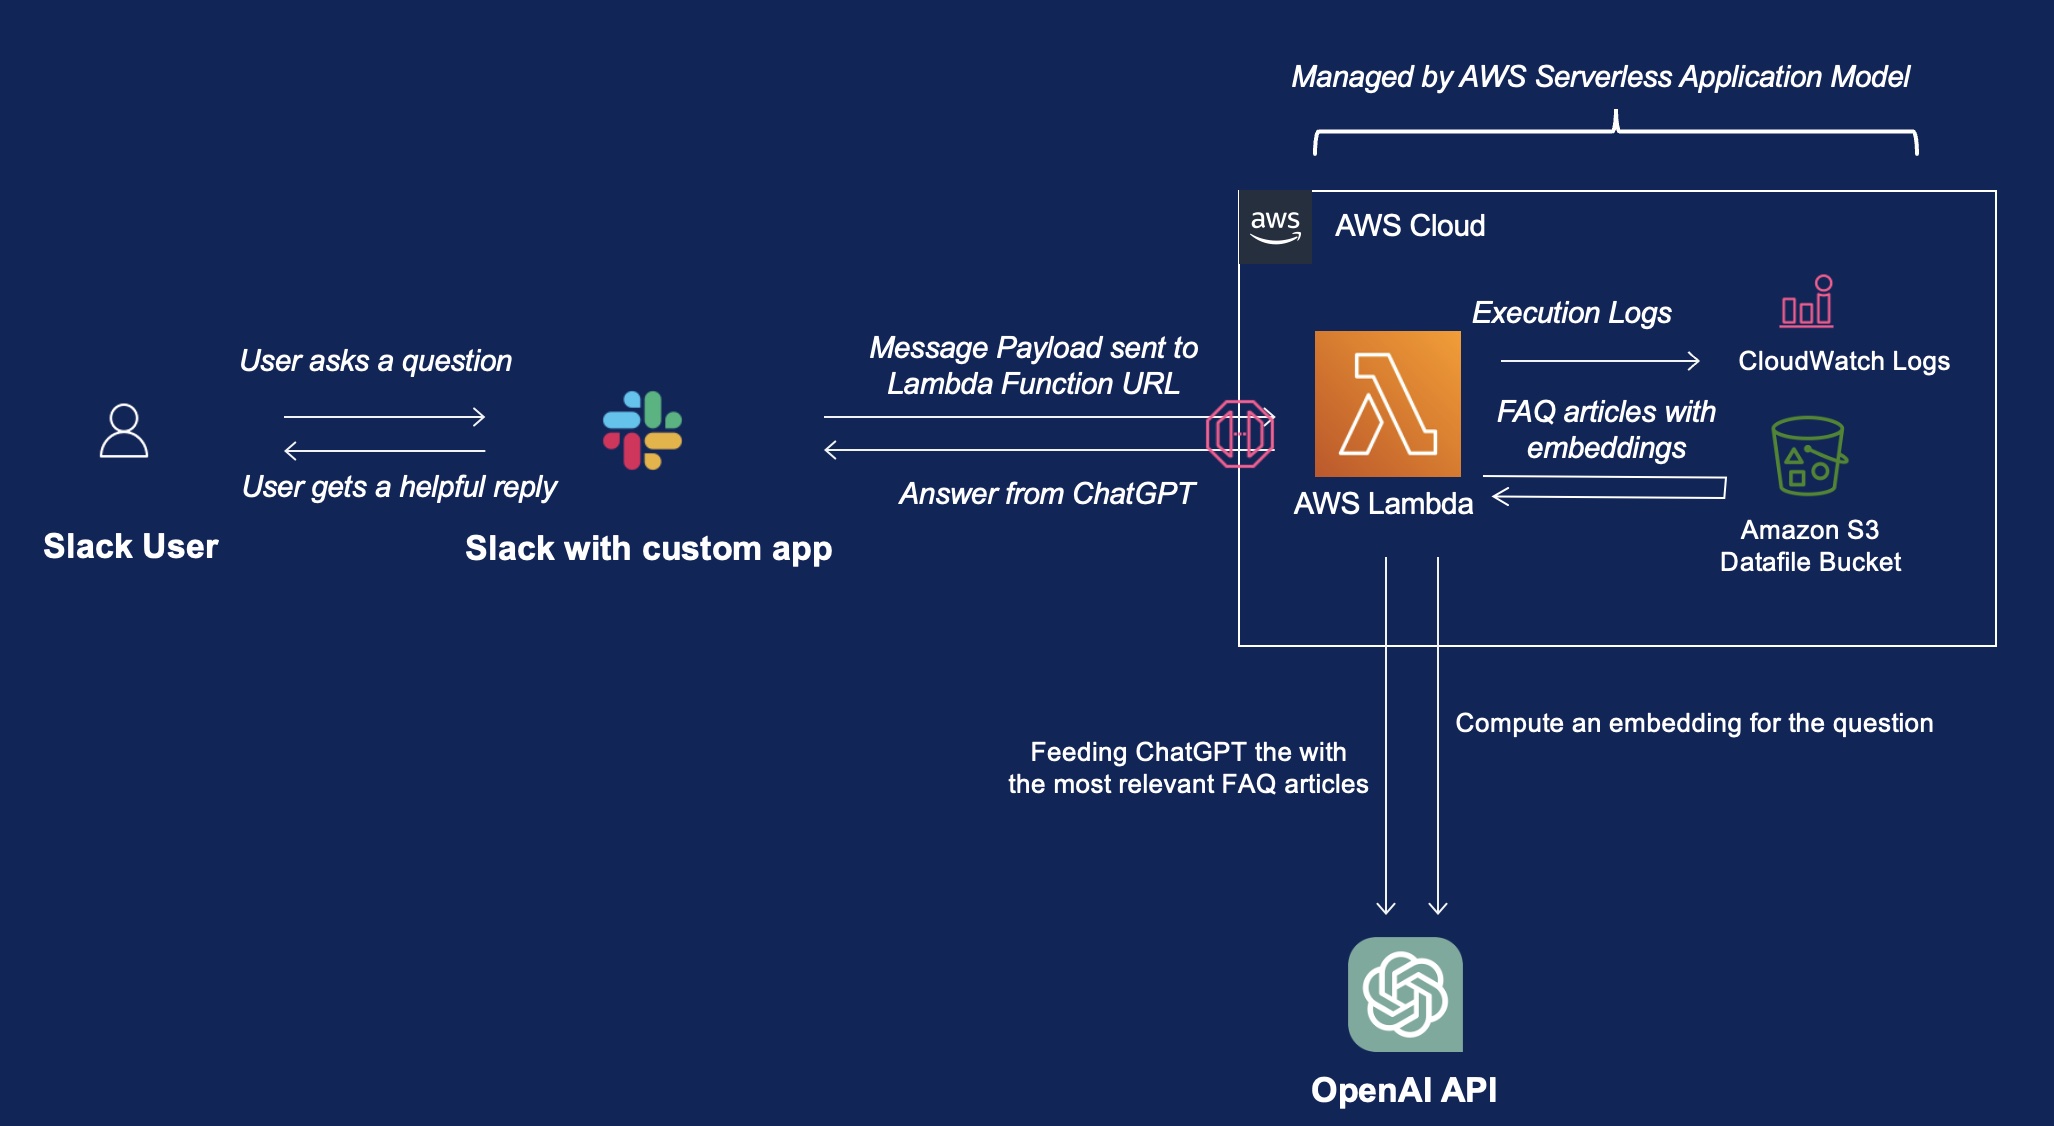 Managed by AWS Serverless Application Model
aws
AWS Cloud
Execution Logs
CloudWatch Logs
User asks a question
Message Payload sent to
Lambda Function URL
FAQ articles with
embeddings
User gets a helpful reply
Answer from ChatGPT
AWS Lambda
Amazon S3
Datafile Bucket
Slack User
Slack with custom app
Feeding ChatGPT the with
the most relevant FAQ articles
Compute an embedding for the question
OpenAI API